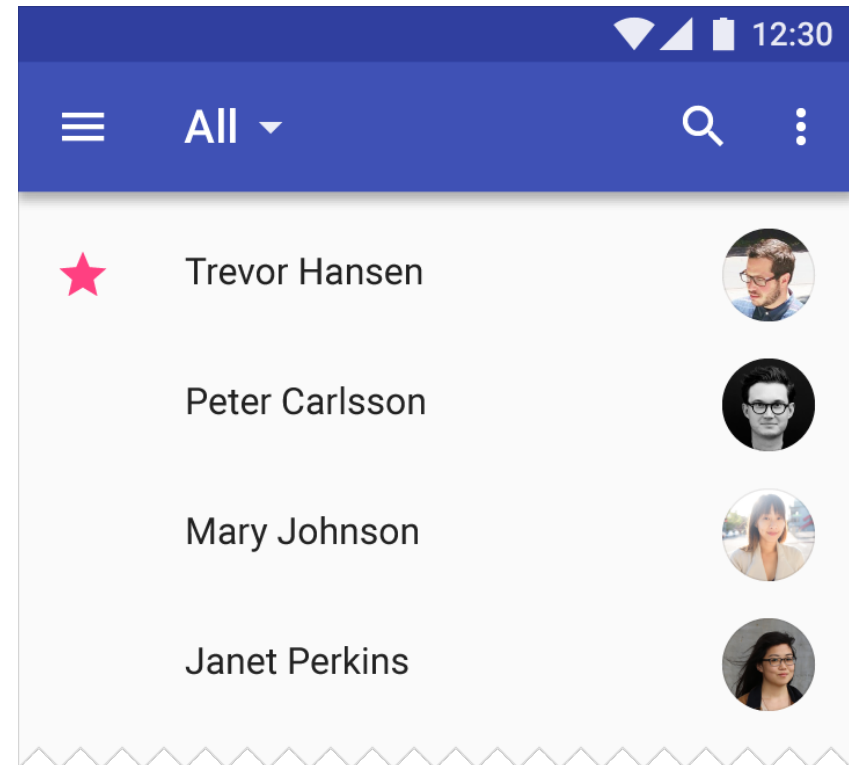 12:30
All
Trevor Hansen
Peter Carlsson
Mary Johnson
Janet Perkins